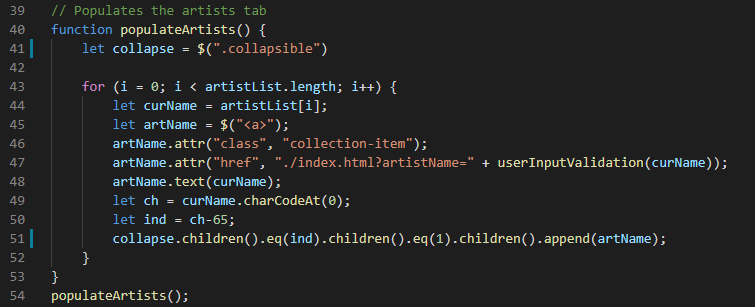 39 // Populates the artists tab
40 function populateArtists() {
41     let collapse = $(".collapsible")
42
43     for (i = 0; i < artistList.length; i++) {
44         let curName = artistList[i];
45         let artName = $("<a>");
46         artName.attr("class", "collection-item");
47         artName.attr("href", "./index.html?artistName=" + userInputValidation(curName));
48         artName.text(curName);
49         let ch = curName.charCodeAt(0);
50         let ind = ch-65;
51         collapse.children().eq(ind).children().eq(1).children().append(artName);
52     }
53 }
54 populateArtists();